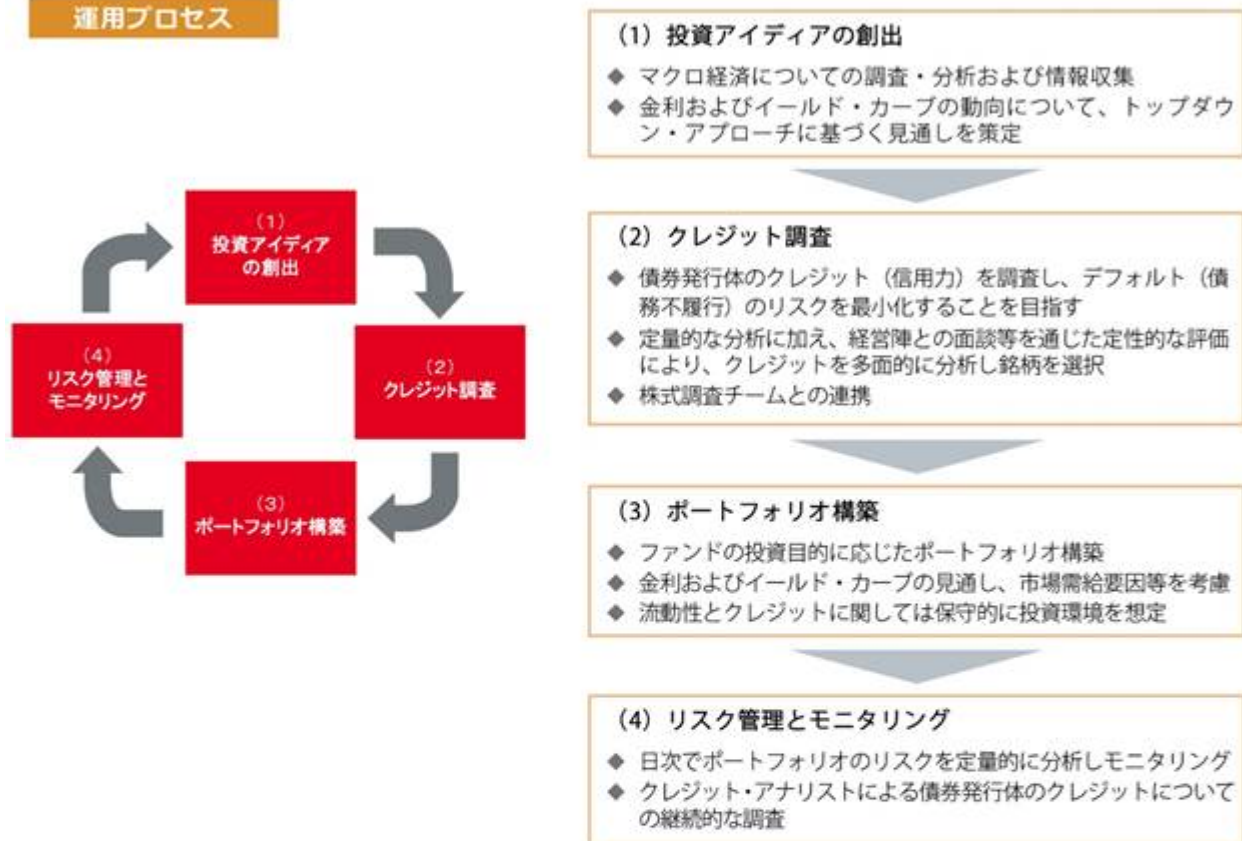 運用プロセス
(1)
投資アイディア
の創出
(2)
クレジット調査
(3)
ポートフォリオ構築
(4)
リスク管理と
モニタリング
(1) 投資アイディアの創出
◆ マクロ経済についての調査・分析および情報収集
◆ 金利およびイールド・カーブの動向について、トップダウ
ン・アプローチに基づく見通しを策定
(2) クレジット調査
◆ 債券発行体のクレジット（信用力）を調査し、デフォルト（債
務不履行）のリスクを最小化することを目指す
◆ 定量的な分析に加え、経営陣との面談等を通じた定性的な評価
により、クレジットを多面的に分析し銘柄を選択
◆ 株式調査チームとの連携
(3) ポートフォリオ構築
◆ ファンドの投資目的に応じたポートフォリオ構築
◆ 金利およびイールド・カーブの見通し、市場需給要因等を考慮
◆ 流動性とクレジットに関しては保守的に投資環境を想定
(4) リスク管理とモニタリング
◆ 日次でポートフォリオのリスクを定量的に分析しモニタリング
◆ クレジット・アナリストによる債券発行体のクレジットについて
の継続的な調査